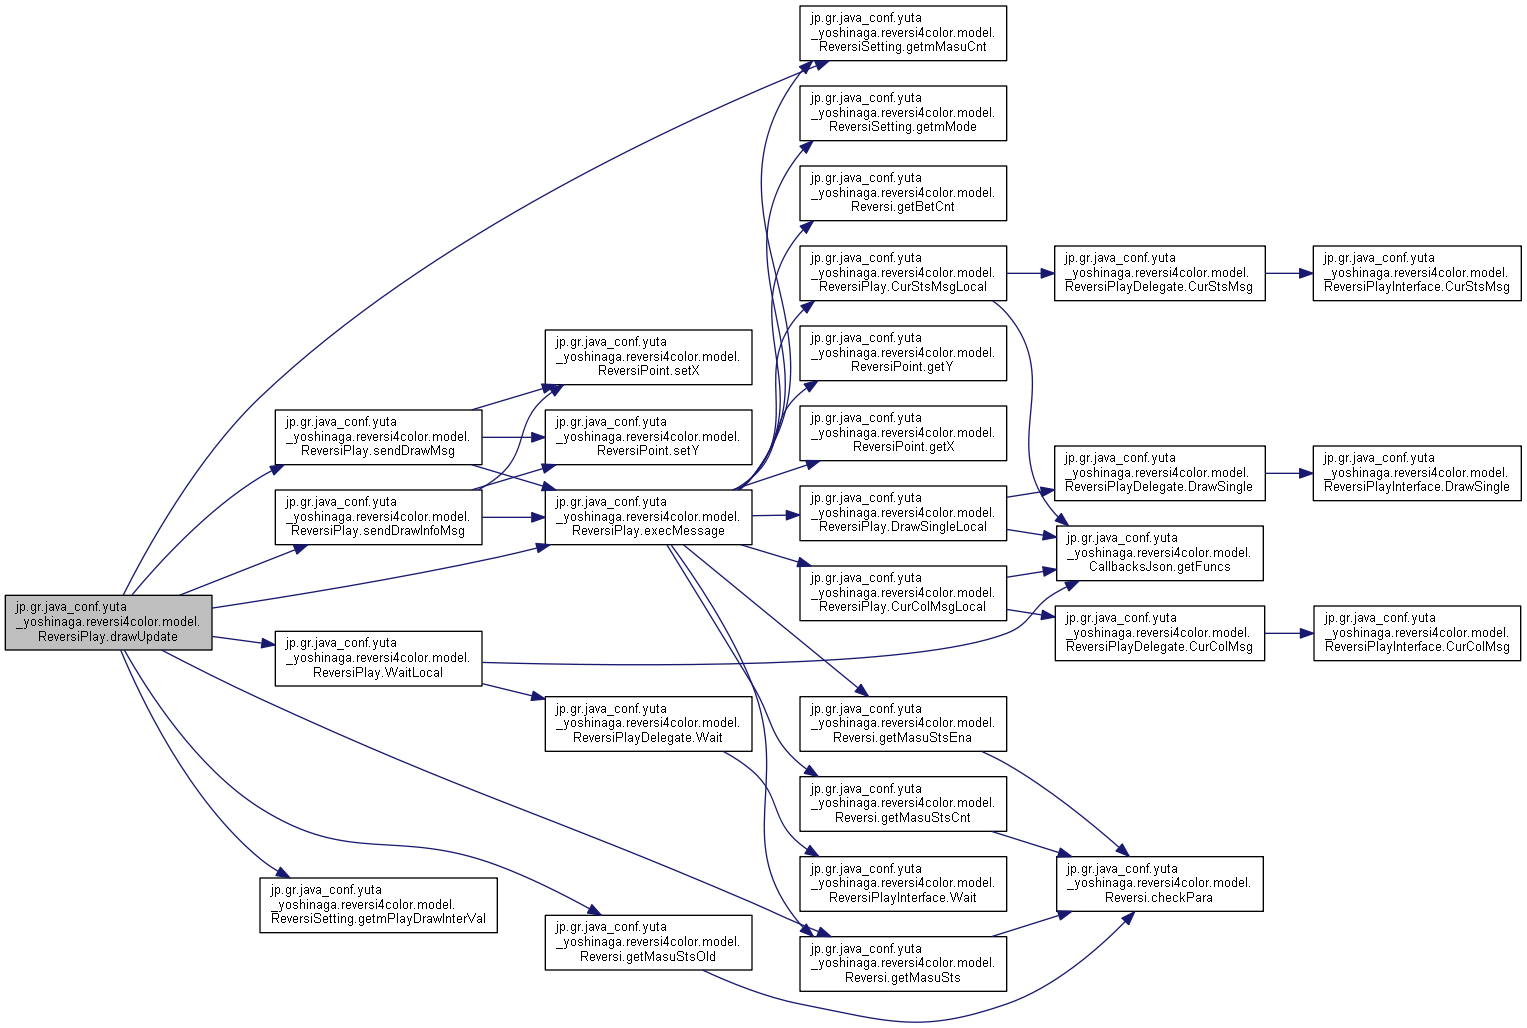 jp.gr.java_conf.yuta
_yoshinaga.reversi4color.model.
ReversiPlay.drawUpdate
jp.gr.java_conf.yuta
_yoshinaga.reversi4color.model.
ReversiPlay.sendDrawMsg
jp.gr.java_conf.yuta
_yoshinaga.reversi4color.model.
ReversiPlay.sendDrawInfoMsg
jp.gr.java_conf.yuta
_yoshinaga.reversi4color.model.
ReversiPlay.WaitLocal
jp.gr.java_conf.yuta
_yoshinaga.reversi4color.model.
ReversiSetting.getmPlayDrawInterVal
jp.gr.java_conf.yuta
_yoshinaga.reversi4color.model.
ReversiPoint.setX
jp.gr.java_conf.yuta
_yoshinaga.reversi4color.model.
ReversiPoint.setY
jp.gr.java_conf.yuta
_yoshinaga.reversi4color.model.
ReversiPlay.execMessage
jp.gr.java_conf.yuta
_yoshinaga.reversi4color.model.
ReversiPlayDelegate.Wait
jp.gr.java_conf.yuta
_yoshinaga.reversi4color.model.
Reversi.getMasuStsOld
jp.gr.java_conf.yuta
_yoshinaga.reversi4color.model.
ReversiSetting.getmMasuCnt
jp.gr.java_conf.yuta
_yoshinaga.reversi4color.model.
ReversiSetting.getmMode
jp.gr.java_conf.yuta
_yoshinaga.reversi4color.model.
Reversi.getBetCnt
jp.gr.java_conf.yuta
_yoshinaga.reversi4color.model.
ReversiPlay.CurStsMsgLocal
jp.gr.java_conf.yuta
_yoshinaga.reversi4color.model.
ReversiPoint.getY
jp.gr.java_conf.yuta
_yoshinaga.reversi4color.model.
ReversiPoint.getX
jp.gr.java_conf.yuta
_yoshinaga.reversi4color.model.
ReversiPlay.DrawSingleLocal
jp.gr.java_conf.yuta
_yoshinaga.reversi4color.model.
ReversiPlay.CurColMsgLocal
jp.gr.java_conf.yuta
_yoshinaga.reversi4color.model.
Reversi.getMasuStsEna
jp.gr.java_conf.yuta
_yoshinaga.reversi4color.model.
Reversi.getMasuStsCnt
jp.gr.java_conf.yuta
_yoshinaga.reversi4color.model.
ReversiPlayInterface.Wait
jp.gr.java_conf.yuta
_yoshinaga.reversi4color.model.
Reversi.getMasuSts
jp.gr.java_conf.yuta
_yoshinaga.reversi4color.model.
ReversiPlayDelegate.CurStsMsg
jp.gr.java_conf.yuta
_yoshinaga.reversi4color.model.
ReversiPlayDelegate.DrawSingle
jp.gr.java_conf.yuta
_yoshinaga.reversi4color.model.
CallbacksJson.getFuncs
jp.gr.java_conf.yuta
_yoshinaga.reversi4color.model.
ReversiPlayDelegate.CurColMsg
jp.gr.java_conf.yuta
_yoshinaga.reversi4color.model.
Reversi.checkPara
jp.gr.java_conf.yuta
_yoshinaga.reversi4color.model.
ReversiPlayInterface.CurStsMsg
jp.gr.java_conf.yuta
_yoshinaga.reversi4color.model.
ReversiPlayInterface.DrawSingle
jp.gr.java_conf.yuta
_yoshinaga.reversi4color.model.
ReversiPlayInterface.CurColMsg